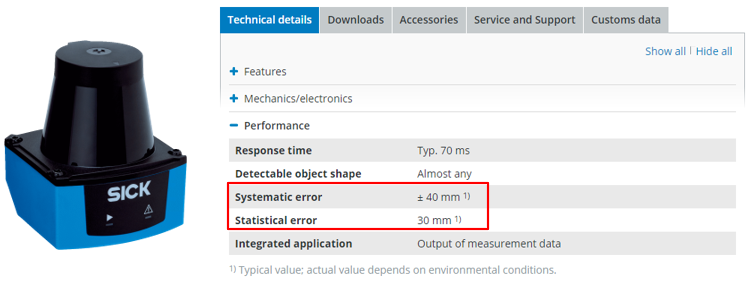 SICK
Technical details Downloads Accessories Service and Support Customs data
Show all | Hide all
+ Features
+ Mechanics/electronics
− Performance
Response time Typ. 70 ms
Detectable object shape Almost any
Systematic error ± 40 mm 1)
Statistical error 30 mm 1)
Integrated application Output of measurement data
1) Typical value; actual value depends on environmental conditions.